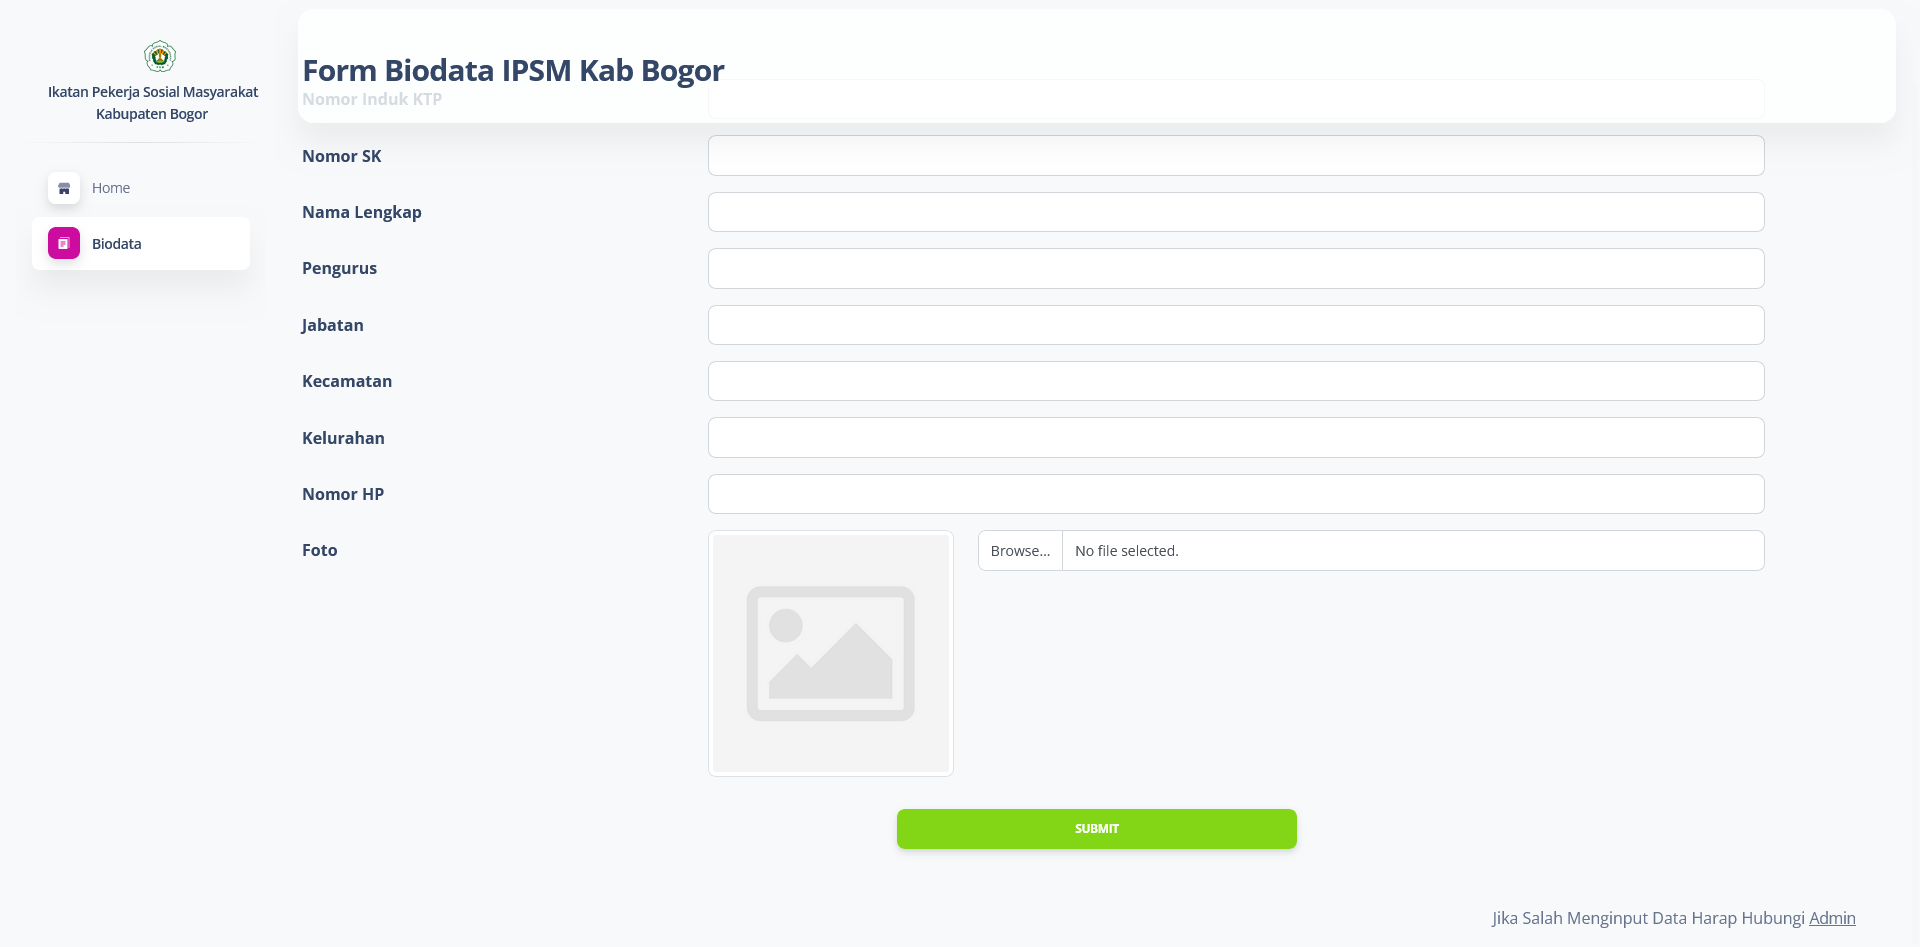 Ikatan Pekerja Sosial Masyarakat
Kabupaten Bogor
Home
Biodata
Form Biodata IPSM Kab Bogor
Nomor Induk KTP
Nomor SK
Nama Lengkap
Pengurus
Jabatan
Kecamatan
Kelurahan
Nomor HP
Foto
Browse... No file selected.
SUBMIT
Jika Salah Menginput Data Harap Hubungi Admin